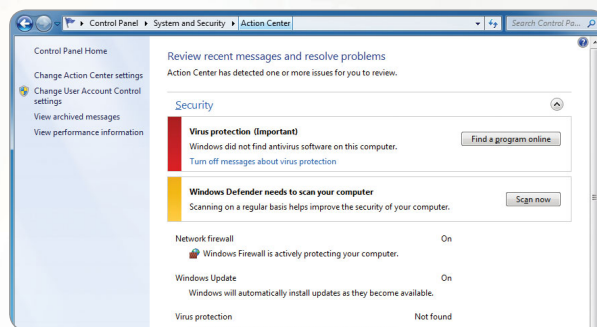 Control Panel ▸ System and Security ▸ Action Center
Search Control Pa...
Control Panel Home
Change Action Center settings
Change User Account Control
settings
View archived messages
View performance information
Review recent messages and resolve problems
Action Center has detected one or more issues for you to review.
Security
Virus protection (Important)
Windows did not find antivirus software on this computer.
Turn off messages about virus protection
Find a program online
Windows Defender needs to scan your computer
Scanning on a regular basis helps improve the security of your computer.
Scan now
Network firewall On
Windows Firewall is actively protecting your computer.
Windows Update On
Windows will automatically install updates as they become available.
Virus protection Not found